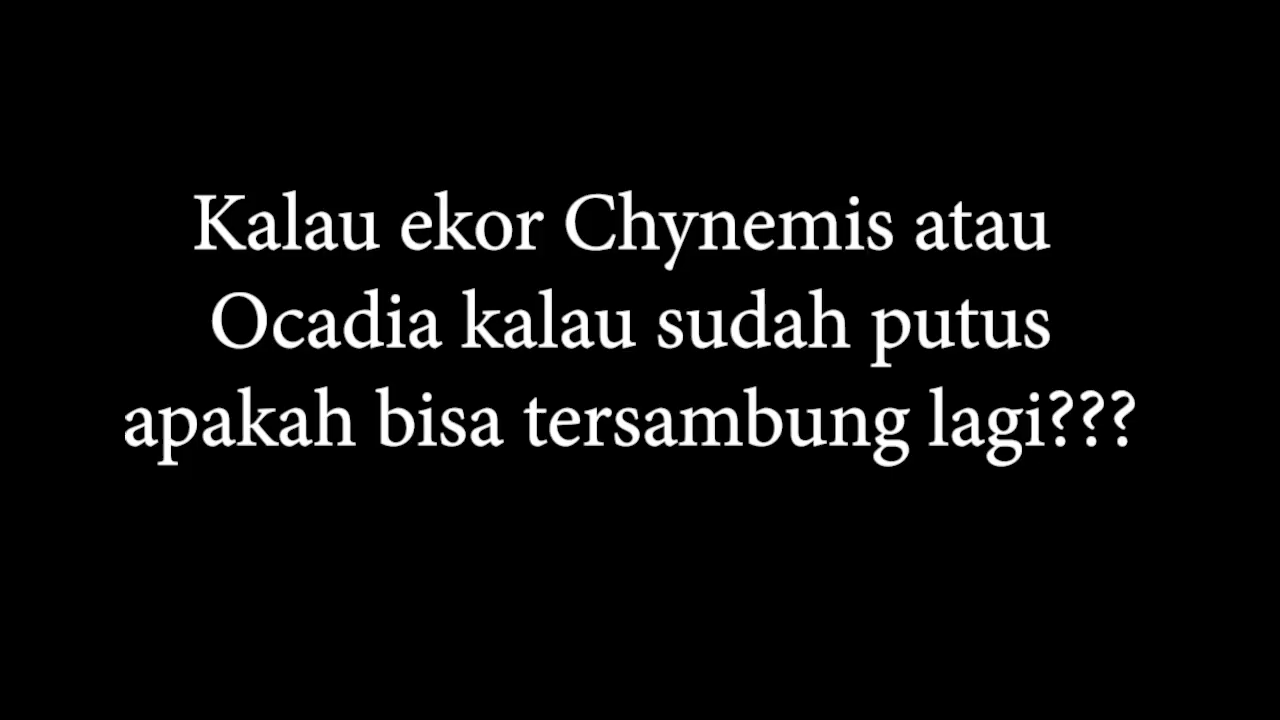 Kalau ekor Chynemis atau
Ocadia kalau sudah putus
apakah bisa tersambung lagi???